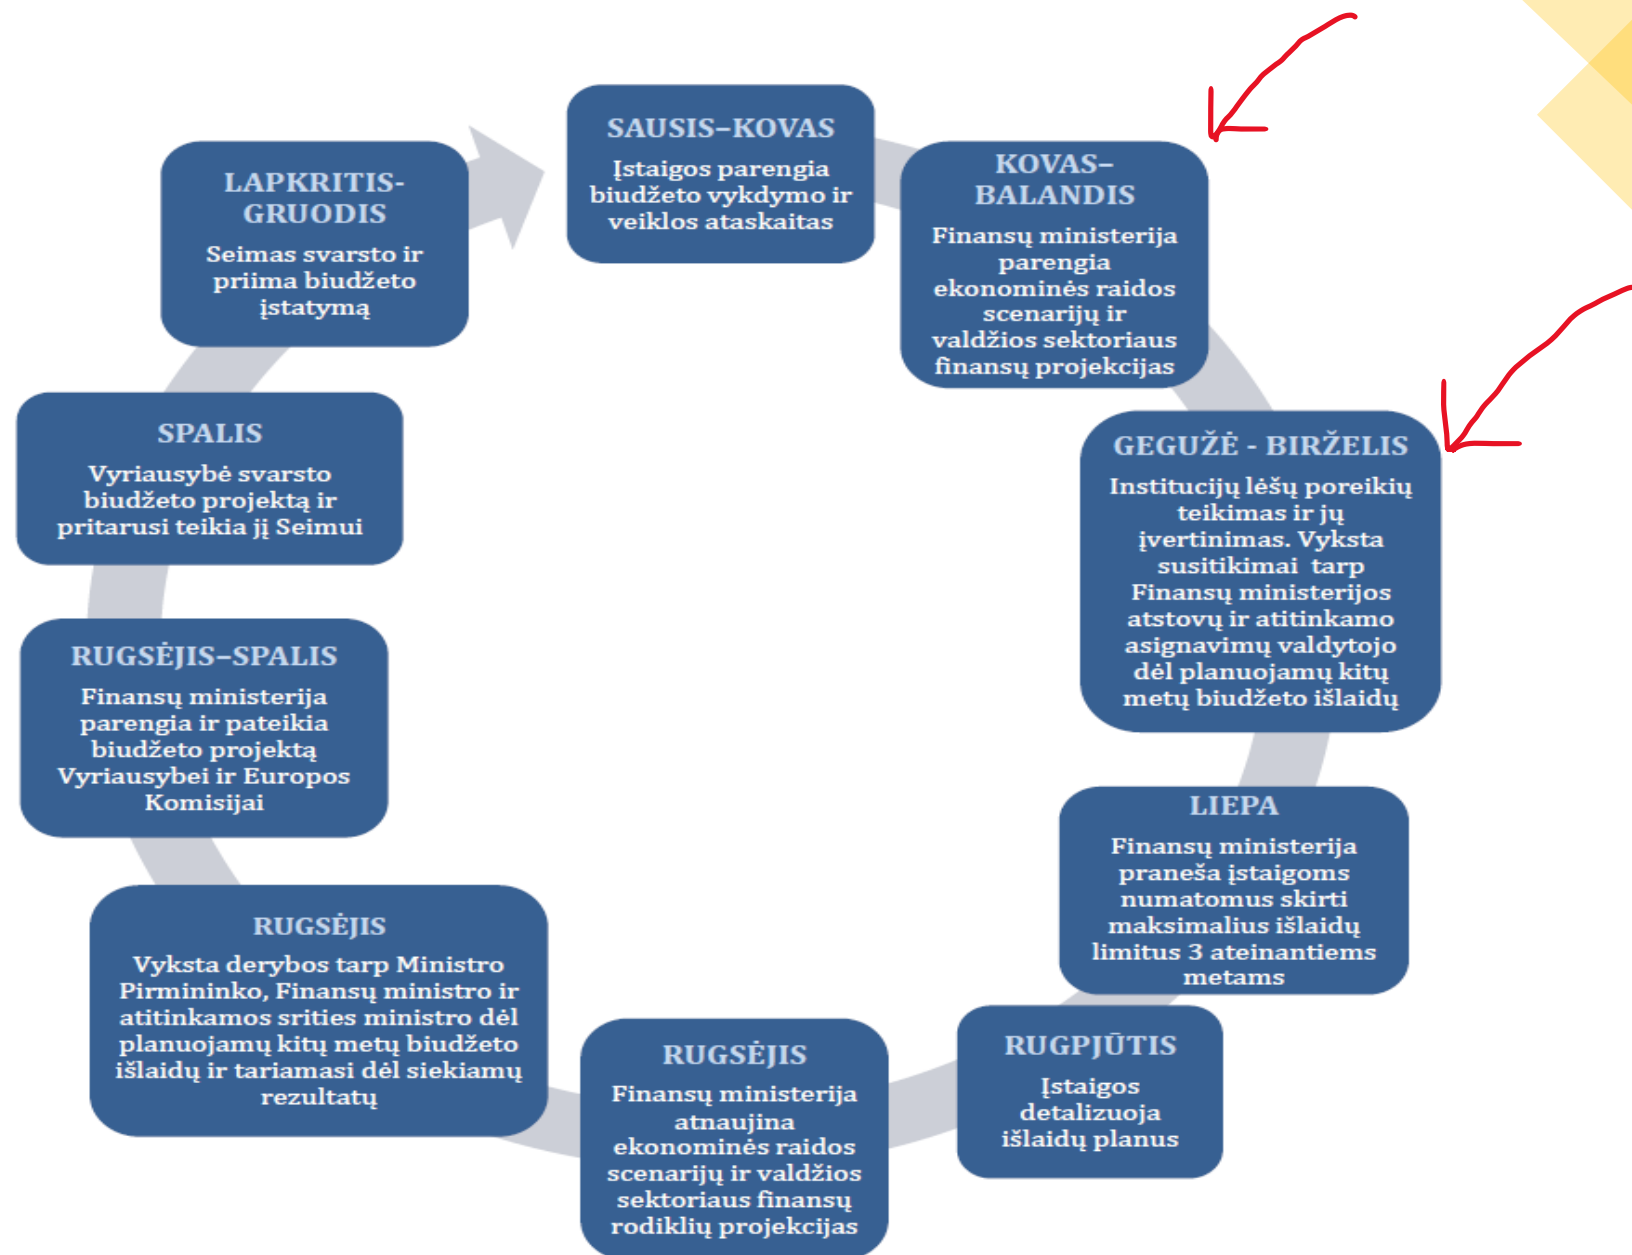 SAUSIS–KOVAS
Įstaigos parengia
biudžeto vykdymo ir
veiklos ataskaitas
KOVAS–
BALANDIS
Finansų ministerija
parengia
ekonominės raidos
scenarijų ir
valdžios sektoriaus
finansų projekcijas
GEGUŽĖ - BIRŽELIS
Institucijų lėšų poreikių
teikimas ir jų
įvertinimas. Vyksta
susitikimai tarp
Finansų ministerijos
atstovų ir atitinkamo
asignavimų valdytojo
dėl planuojamų kitų
metų biudžeto išlaidų
LIEPA
Finansų ministerija
praneša įstaigoms
numatomus skirti
maksimalius išlaidų
limitus 3 ateinantiems
metams
RUGPJŪTIS
Įstaigos
detalizuoja
išlaidų planus
RUGSĖJIS
Finansų ministerija
atnaujina
ekonominės raidos
scenarijų ir valdžios
sektoriaus finansų
rodiklių projekcijas
RUGSĖJIS
Vyksta derybos tarp Ministro
Pirmininko, Finansų ministro ir
atitinkamos srities ministro dėl
planuojamų kitų metų biudžeto
išlaidų ir tariamasi dėl siekiamų
rezultatų
RUGSĖJIS–SPALIS
Finansų ministerija
parengia ir pateikia
biudžeto projektą
Vyriausybei ir Europos
Komisijai
SPALIS
Vyriausybė svarsto
biudžeto projektą ir
pritarusi teikia jį Seimui
LAPKRITIS-
GRUODIS
Seimas svarsto ir
priima biudžeto
įstatymą